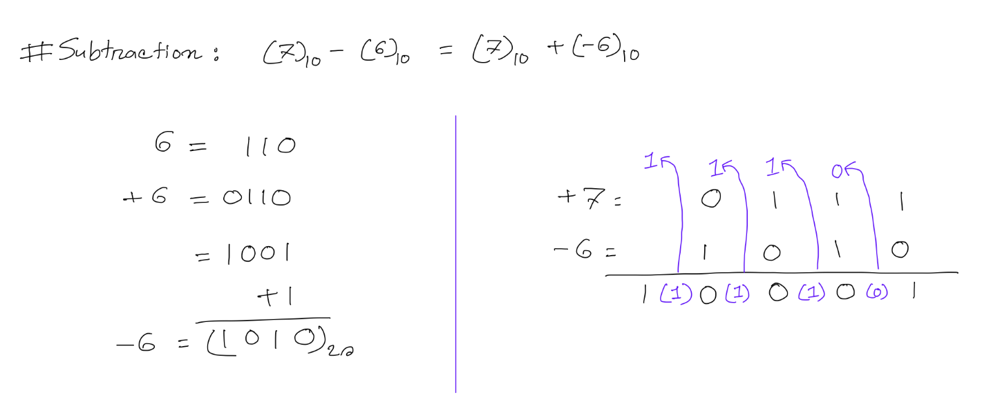 # Subtraction : (7)10 - (6)10 = (7)10 + (-6)10
6 = 110
+6 = 0110
= 1001
+1
-6 = (1010)2's
1 1 1 0
+7 = 0 1 1 1
-6 = 1 0 1 0
1 (1) 0 (1) 0 (1) 0 (0) 1